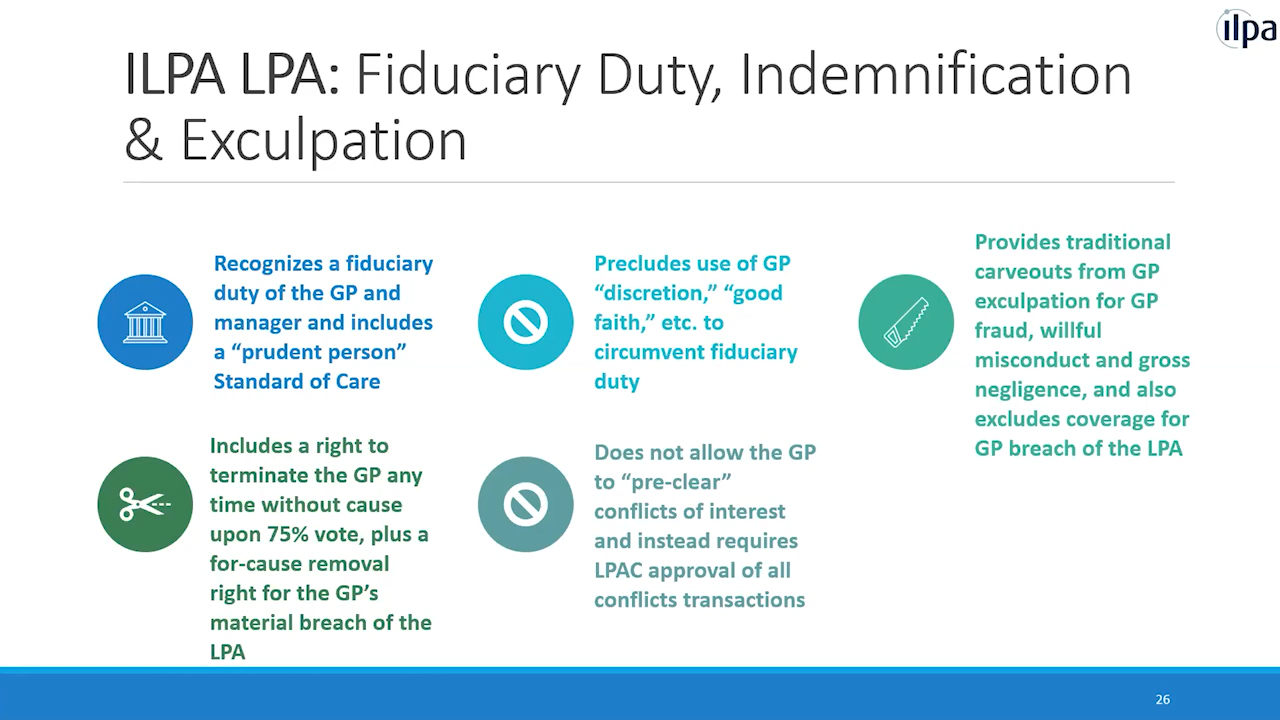 ilpa
ILPA LPA: Fiduciary Duty, Indemnification
& Exculpation
Recognizes a fiduciary
duty of the GP and
manager and includes
a “prudent person”
Standard of Care
Precludes use of GP
“discretion,” “good
faith,” etc. to
circumvent fiduciary
duty
Provides traditional
carveouts from GP
exculpation for GP
fraud, willful
misconduct and gross
negligence, and also
excludes coverage for
GP breach of the LPA
Includes a right to
terminate the GP any
time without cause
upon 75% vote, plus a
for-cause removal
right for the GP’s
material breach of the
LPA
Does not allow the GP
to “pre-clear”
conflicts of interest
and instead requires
LPAC approval of all
conflicts transactions
26